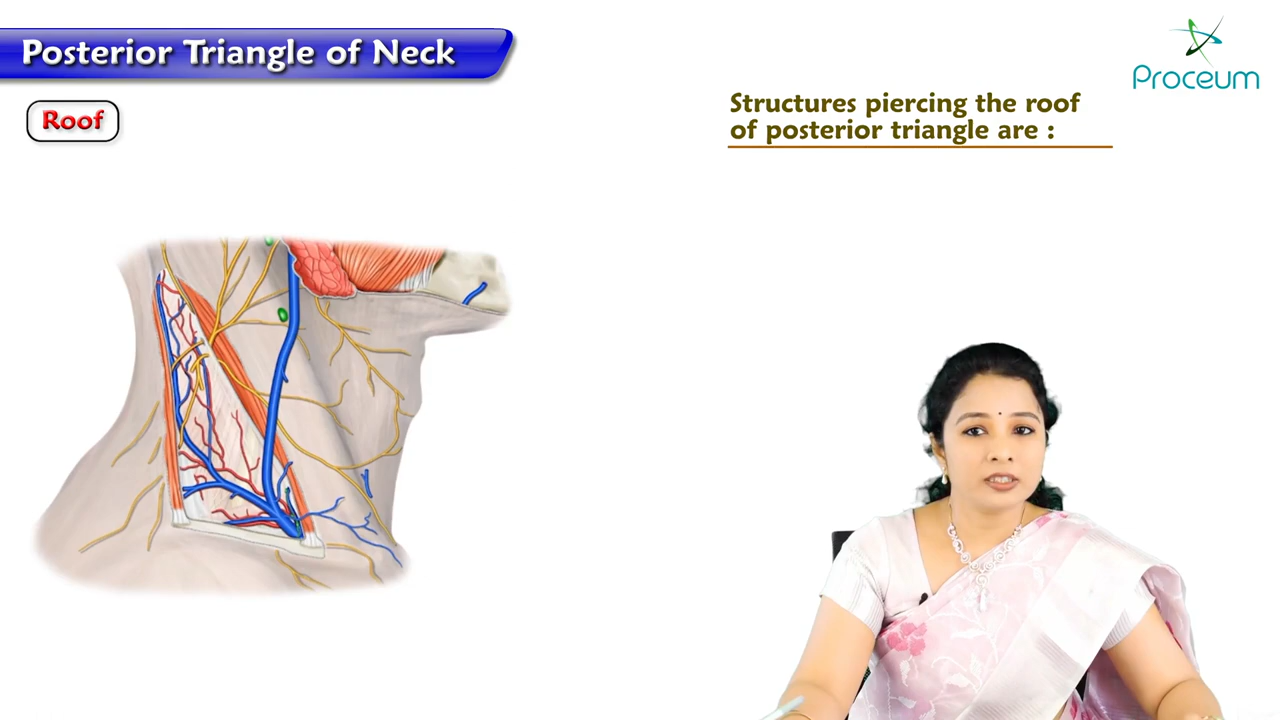 Posterior Triangle of Neck
Proceum
Roof
Structures piercing the roof
of posterior triangle are :